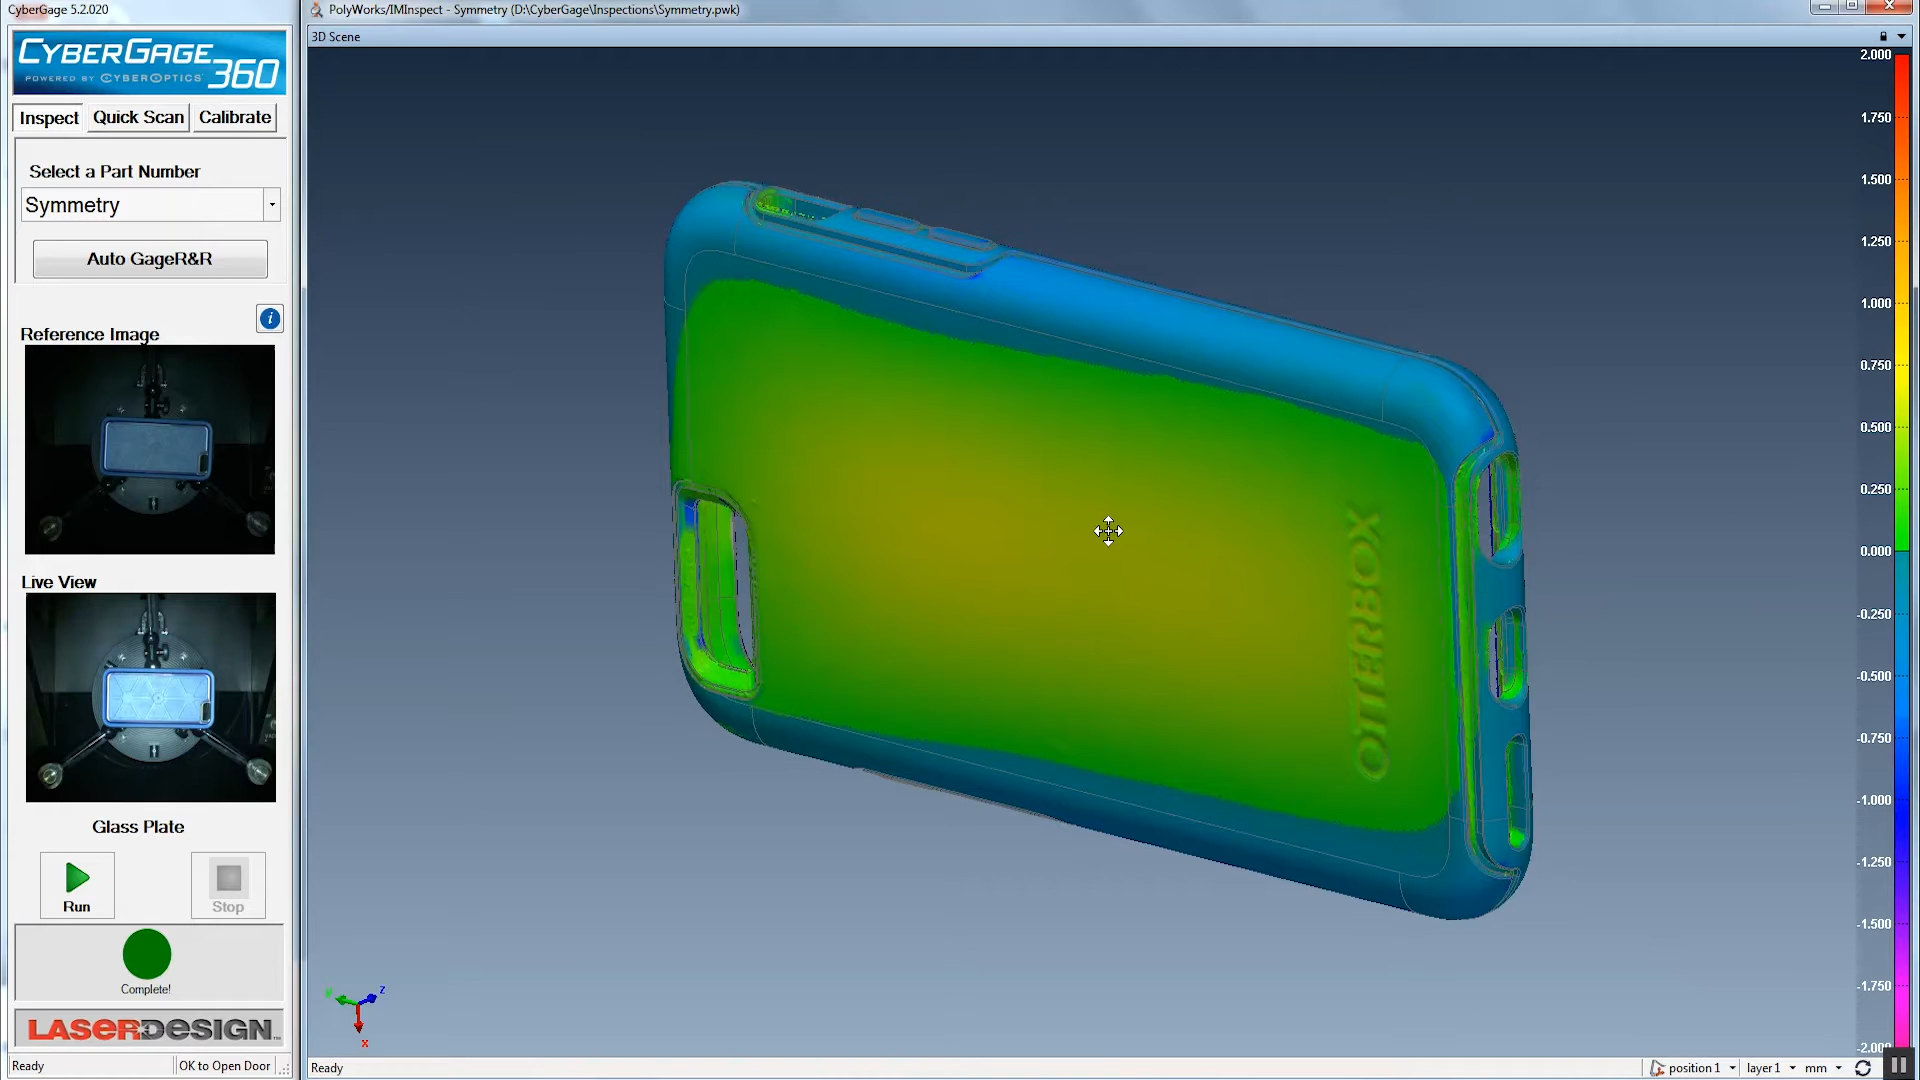 CyberGage 5.2.020
CYBERGAGE 360
POWERED BY CYBEROPTICS
Inspect
Quick Scan
Calibrate
Select a Part Number
Symmetry
Auto GageR&R
i
Reference Image
Live View
Glass Plate
Run
Stop
Complete!
LASERDESIGN
Ready
OK to Open Door
PolyWorks/IMInspect - Symmetry (D:\CyberGage\Inspections\Symmetry.pwk)
3D Scene
OTTERBOX
2.000
1.750
1.500
1.250
1.000
0.750
0.500
0.250
0.000
-0.250
-0.500
-0.750
-1.000
-1.250
-1.500
-1.750
-2.000
Y
Z
X
Ready
position 1
layer 1
mm